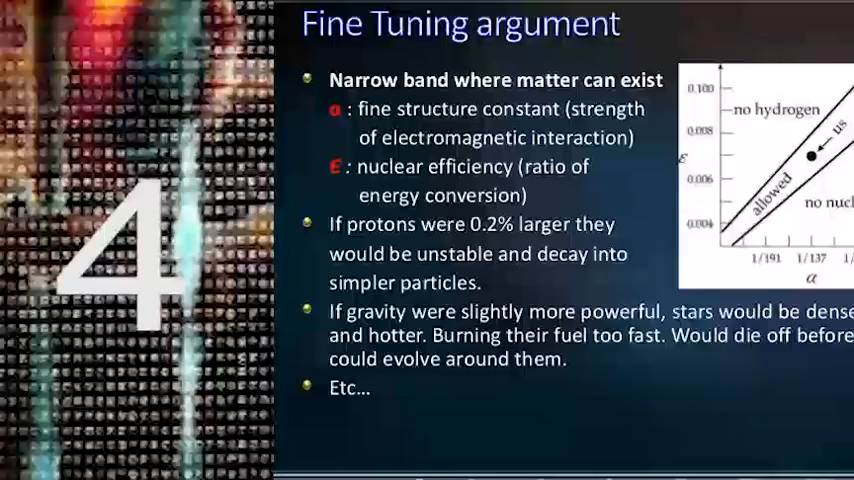 4
Fine Tuning argument
Narrow band where matter can exist
α : fine structure constant (strength
of electromagnetic interaction)
ε : nuclear efficiency (ratio of
energy conversion)
If protons were 0.2% larger they
would be unstable and decay into
simpler particles.
If gravity were slightly more powerful, stars would be dense
and hotter. Burning their fuel too fast. Would die off before
could evolve around them.
Etc...
0.100
no hydrogen
0.008
us
ε
0.006
allowed
no nucl
0.004
1/191 1/137 1/
α